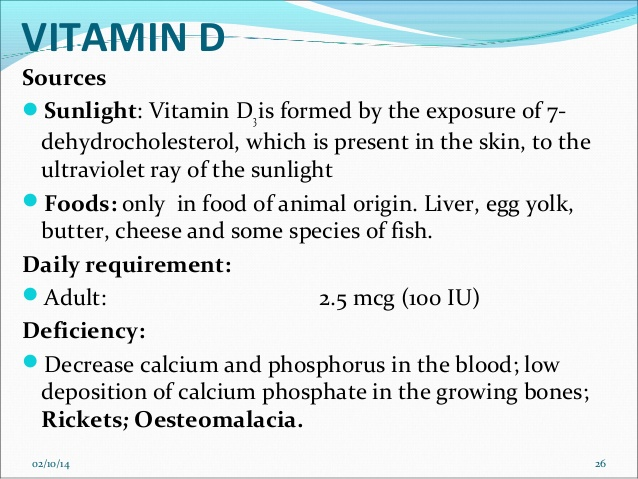 VITAMIN D
Sources
Sunlight: Vitamin D3 is formed by the exposure of 7-
dehydrocholesterol, which is present in the skin, to the
ultraviolet ray of the sunlight
Foods: only in food of animal origin. Liver, egg yolk,
butter, cheese and some species of fish.
Daily requirement:
Adult: 2.5 mcg (100 IU)
Deficiency:
Decrease calcium and phosphorus in the blood; low
deposition of calcium phosphate in the growing bones;
Rickets; Oesteomalacia.
02/10/14 26